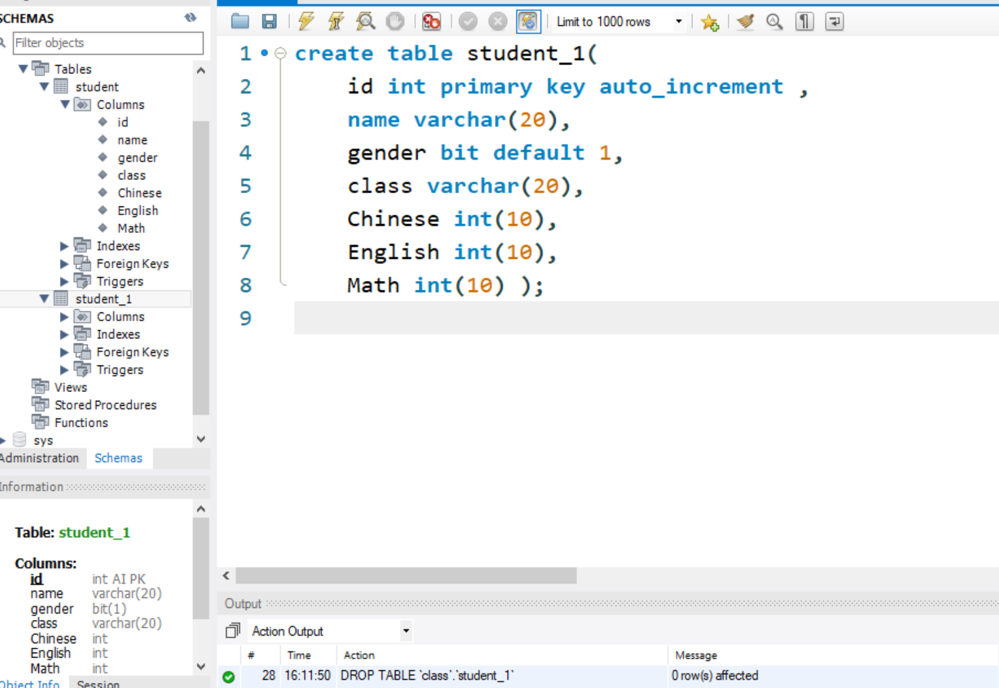 SCHEMAS
Filter objects
Tables
student
Columns
id
name
gender
class
Chinese
English
Math
Indexes
Foreign Keys
Triggers
student_1
Columns
Indexes
Foreign Keys
Triggers
Views
Stored Procedures
Functions
sys
Administration Schemas
Information
Table: student_1
Columns:
id int AI PK
name varchar(20)
gender bit(1)
class varchar(20)
Chinese int
English int
Math int
Object Info Session
Limit to 1000 rows
1 create table student_1(
2 id int primary key auto_increment ,
3 name varchar(20),
4 gender bit default 1,
5 class varchar(20),
6 Chinese int(10),
7 English int(10),
8 Math int(10) );
9
Output
Action Output
# Time Action Message
28 16:11:50 DROP TABLE `class`.`student_1` 0 row(s) affected